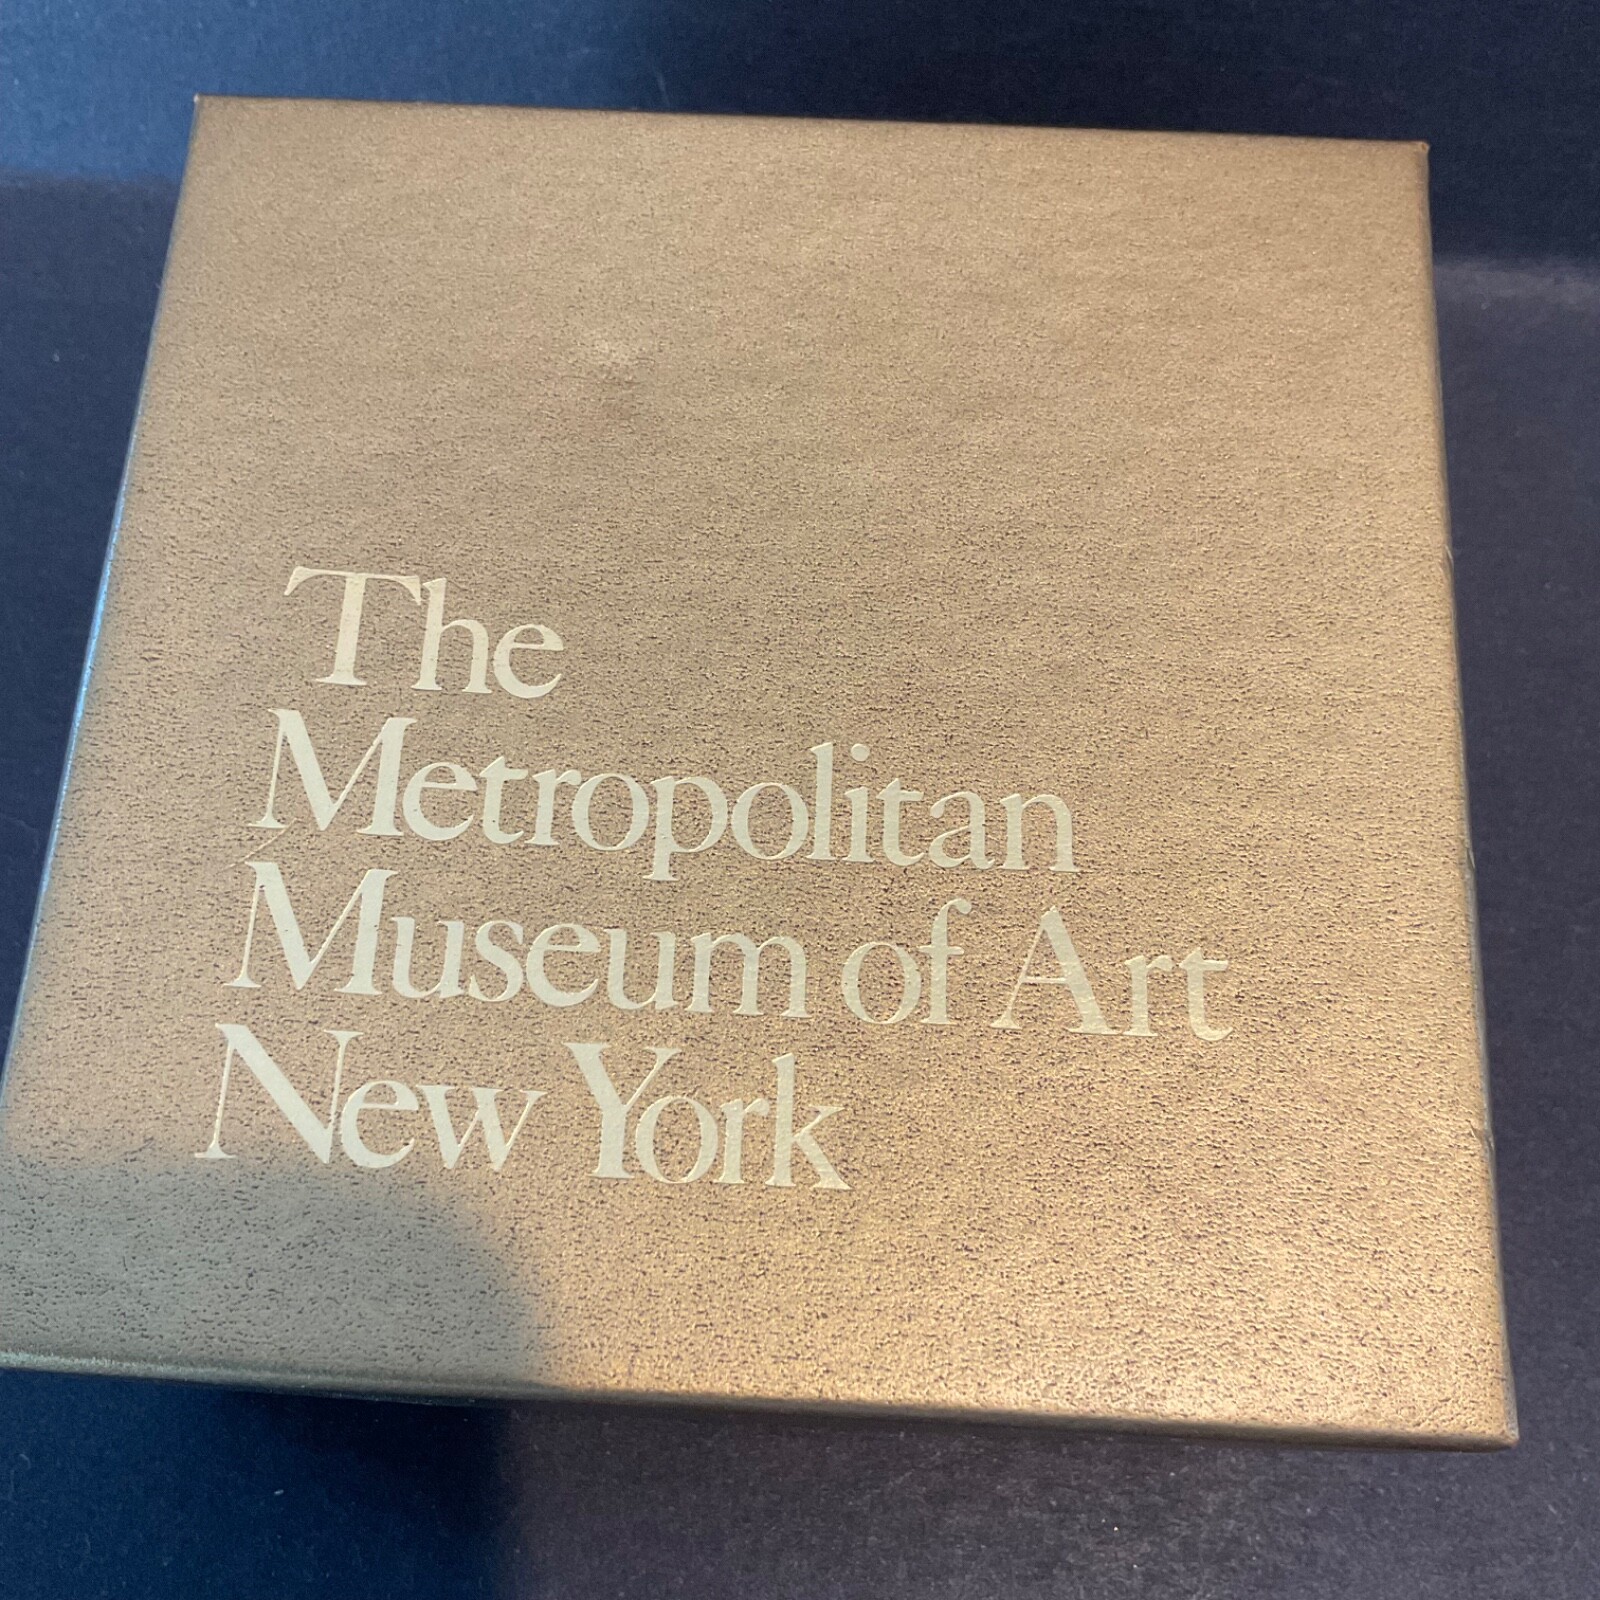 The
Metropolitan
Museum of Art
New York